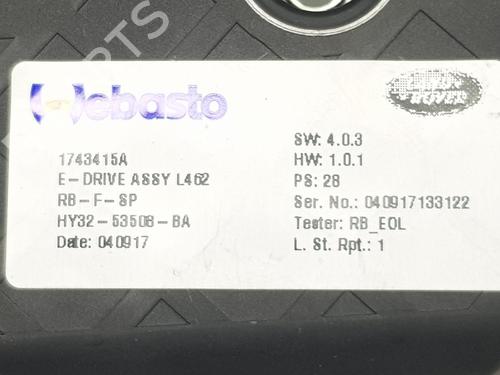 Webasto
LAND
ROVER
1743415A
E-DRIVE ASSY L462
RB-F-SP
HY32-53508-BA
Date: 040917
SW: 4.0.3
HW: 1.0.1
PS: 28
Ser. No.: 040917133122
Tester: RB_EOL
L. St. Rpt.: 1
PARTS